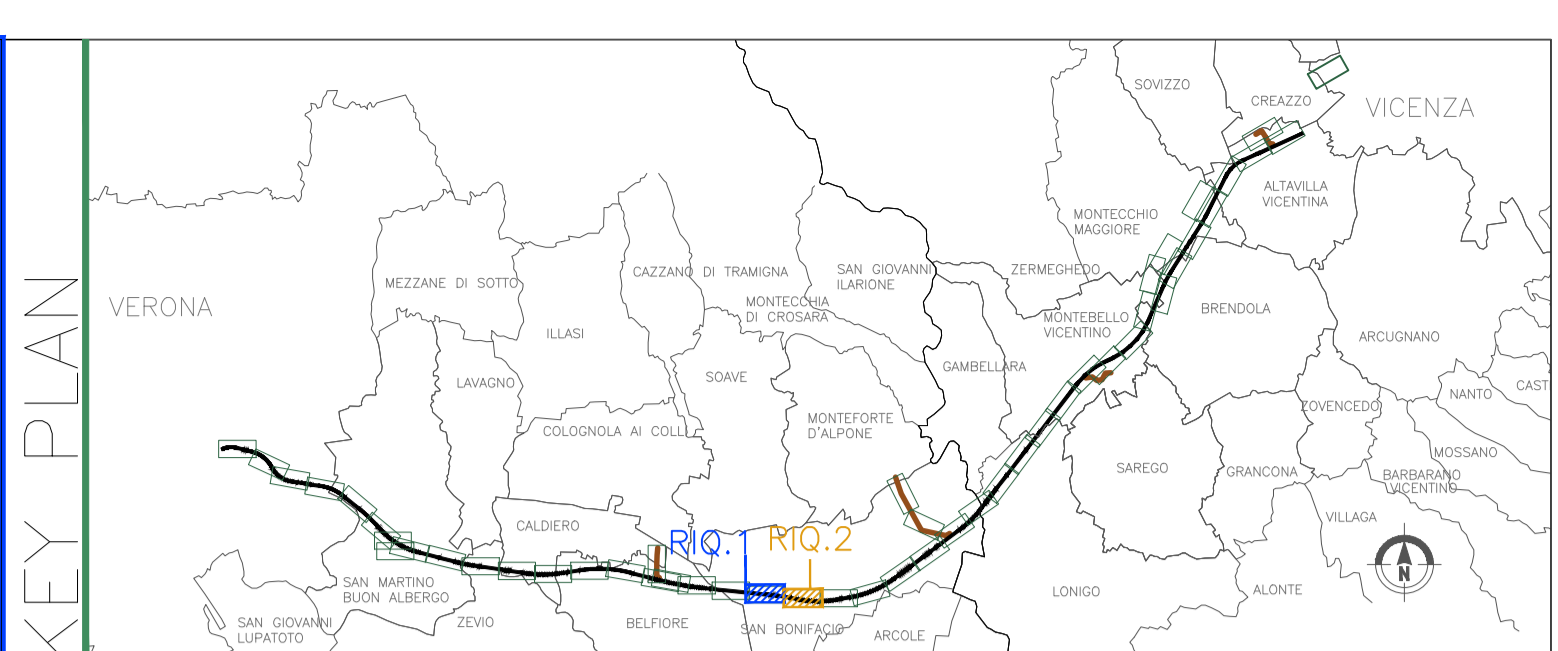 KEY PLAN
SOVIZZO
CREAZZO
VICENZA
ALTAVILLA
VICENTINA
MONTECCHIO
MAGGIORE
MEZZANE DI SOTTO
CAZZANO DI TRAMIGNA
SAN GIOVANNI
ILARIONE
ZERMEGHEDO
VERONA
MONTECCHIA
DI CROSARA
BRENDOLA
ILLASI
MONTEBELLO
VICENTINO
ARCUGNANO
LAVAGNO
SOAVE
GAMBELLARA
NANTO
CAST
ZOVENCEDO
COLOGNOLA AI COLLI
MONTEFORTE
D'ALPONE
MOSSANO
SAREGO
GRANCONA
BARBARANO
VICENTINO
VILLAGA
CALDIERO
RIQ.1
RIQ.2
N
SAN MARTINO
BUON ALBERGO
LONIGO
ALONTE
SAN GIOVANNI
LUPATOTO
ZEVIO
BELFIORE
SAN BONIFACIO
ARCOLE